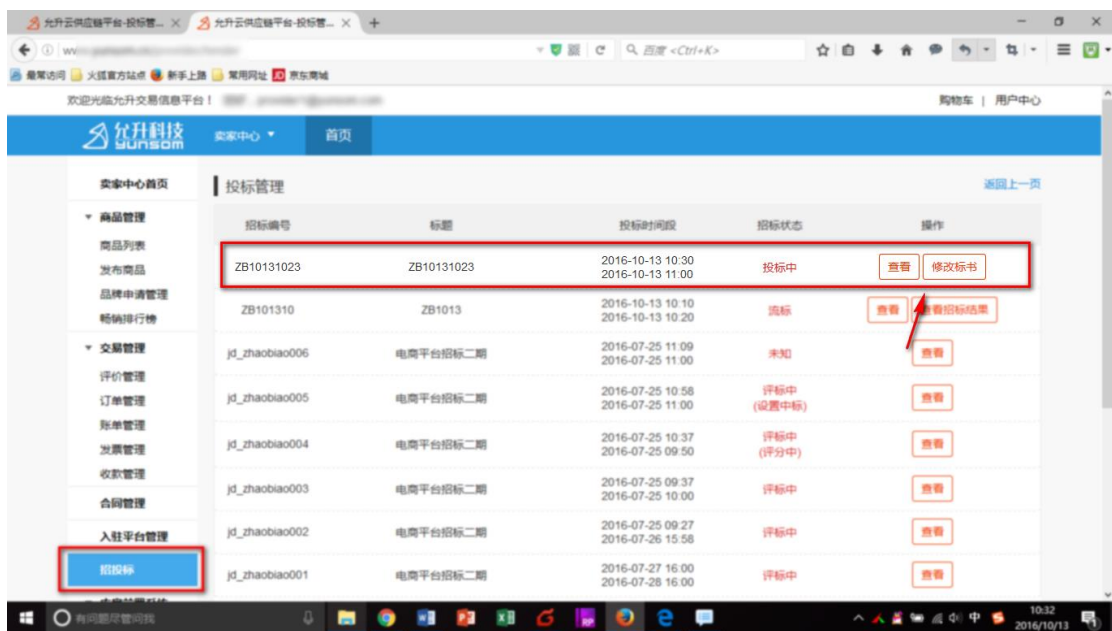 允升云供应链平台-投标管... ×
允升云供应链平台-投标管... × +
百度 <Ctrl+K>
最常访问 火狐官方站点 新手上路 常用网址 JD 京东商城
欢迎光临允升交易信息平台！
购物车 | 用户中心
允升科技
yunsom
卖家中心
首页
卖家中心首页
商品管理
商品列表
发布商品
品牌申请管理
畅销排行榜
交易管理
评价管理
订单管理
账单管理
发票管理
收款管理
合同管理
入驻平台管理
招投标
投标管理
返回上一页
招标编号 标题 投标时间段 招标状态 操作
ZB10131023 ZB10131023 2016-10-13 10:30 投标中 查看 修改标书
2016-10-13 11:00
ZB101310 ZB1013 2016-10-13 10:10 流标 查看 查看招标结果
2016-10-13 10:20
jd_zhaobiao006 电商平台招标二期 2016-07-25 11:09 未知 查看
2016-07-25 11:00
jd_zhaobiao005 电商平台招标二期 2016-07-25 10:58 评标中 查看
2016-07-25 11:00 (设置中标)
jd_zhaobiao004 电商平台招标二期 2016-07-25 10:37 评标中 查看
2016-07-25 09:50 (评分中)
jd_zhaobiao003 电商平台招标二期 2016-07-25 09:37 评标中 查看
2016-07-25 10:00
jd_zhaobiao002 电商平台招标二期 2016-07-25 09:27 评标中 查看
2016-07-26 15:58
jd_zhaobiao001 电商平台招标二期 2016-07-27 16:00 评标中 查看
2016-07-28 16:00
有问题尽管问我
中
10:32
2016/10/13